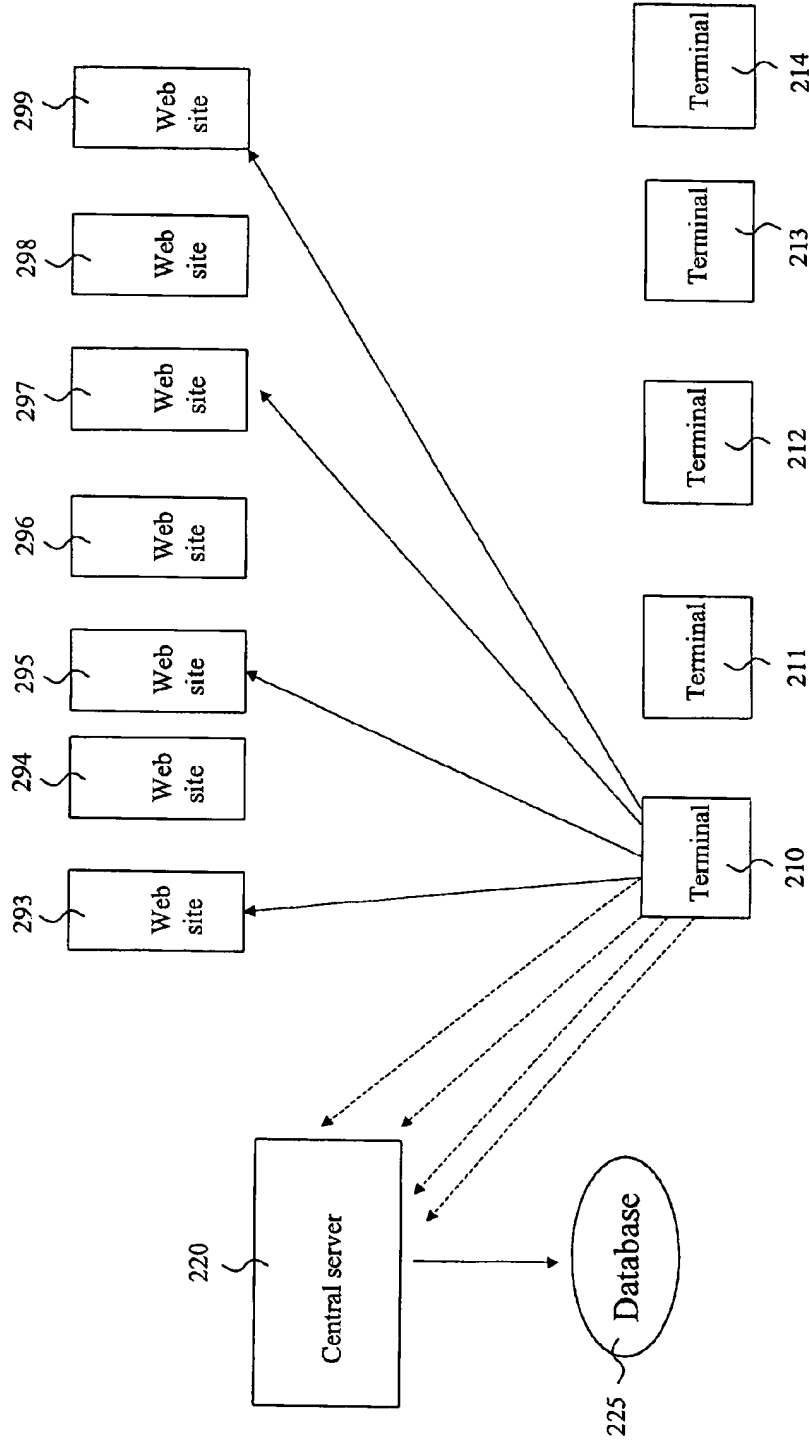 299
Web
site
298
Web
site
297
Web
site
296
Web
site
295
Web
site
294
Web
site
293
Web
site
220
Central server
225
Database
Terminal
210
Terminal
211
Terminal
212
Terminal
213
Terminal
214